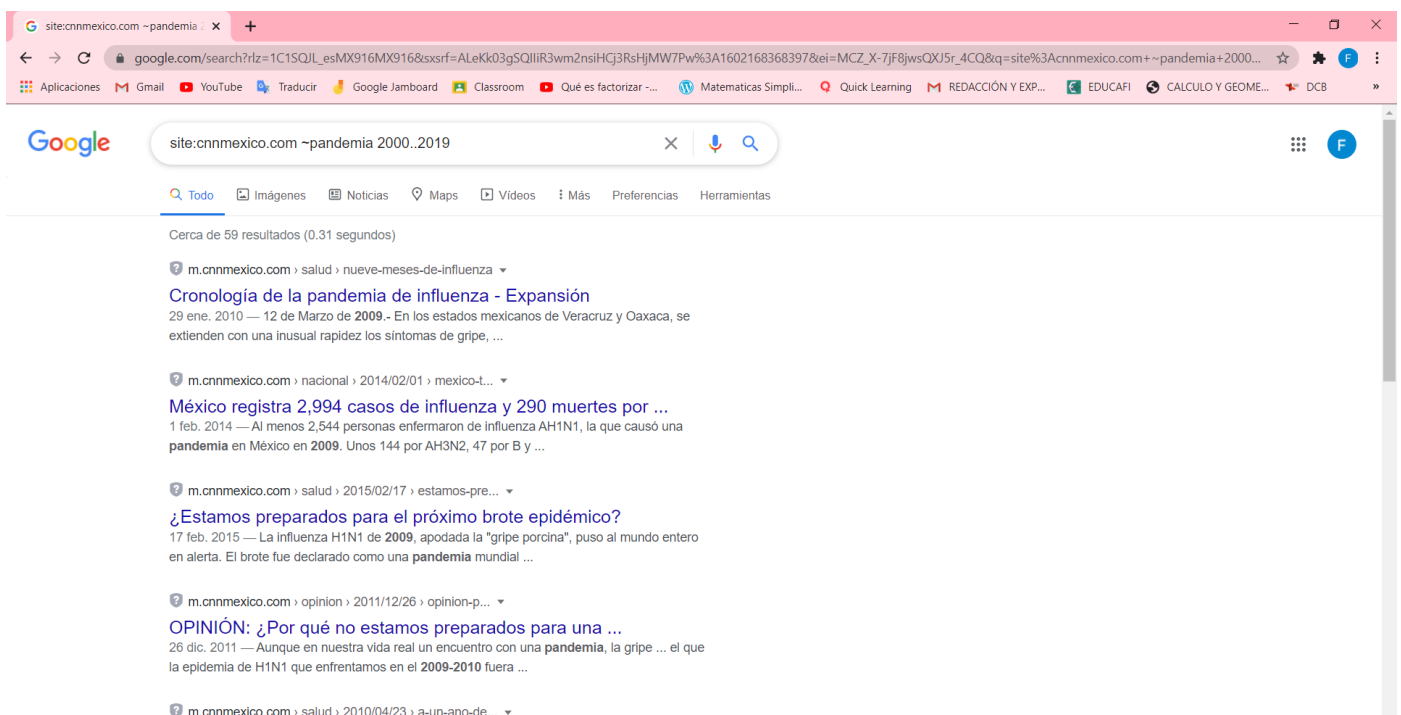 site:cnnmexico.com ~pandemia 2
google.com/search?rlz=1C1SQJL_esMX916MX916&sxsrf=ALeKk03gSQIIiR3wm2nsiHCj3RsHjMW7Pw%3A1602168368397&ei=MCZ_X-7jF8jwsQXJ5r_4CQ&q=site%3Acnnmexico.com+~pandemia+2000...
Aplicaciones Gmail YouTube Traducir Google Jamboard Classroom Qué es factorizar -... Matematicas Simpli... Quick Learning REDACCIÓN Y EXP... EDUCAFI CALCULO Y GEOME... DCB »
Google site:cnnmexico.com ~pandemia 2000..2019 F
Todo Imágenes Noticias Maps Vídeos Más Preferencias Herramientas
Cerca de 59 resultados (0.31 segundos)
m.cnnmexico.com › salud › nueve-meses-de-influenza
Cronología de la pandemia de influenza - Expansión
29 ene. 2010 — 12 de Marzo de 2009.- En los estados mexicanos de Veracruz y Oaxaca, se
extienden con una inusual rapidez los síntomas de gripe, ...
m.cnnmexico.com › nacional › 2014/02/01 › mexico-t...
México registra 2,994 casos de influenza y 290 muertes por ...
1 feb. 2014 — Al menos 2,544 personas enfermaron de influenza AH1N1, la que causó una
pandemia en México en 2009. Unos 144 por AH3N2, 47 por B y ...
m.cnnmexico.com › salud › 2015/02/17 › estamos-pre...
¿Estamos preparados para el próximo brote epidémico?
17 feb. 2015 — La influenza H1N1 de 2009, apodada la "gripe porcina", puso al mundo entero
en alerta. El brote fue declarado como una pandemia mundial ...
m.cnnmexico.com › opinion › 2011/12/26 › opinion-p...
OPINIÓN: ¿Por qué no estamos preparados para una ...
26 dic. 2011 — Aunque en nuestra vida real un encuentro con una pandemia, la gripe ... el que
la epidemia de H1N1 que enfrentamos en el 2009-2010 fuera ...
m.cnnmexico.com › salud › 2010/04/23 › a-un-ano-de...